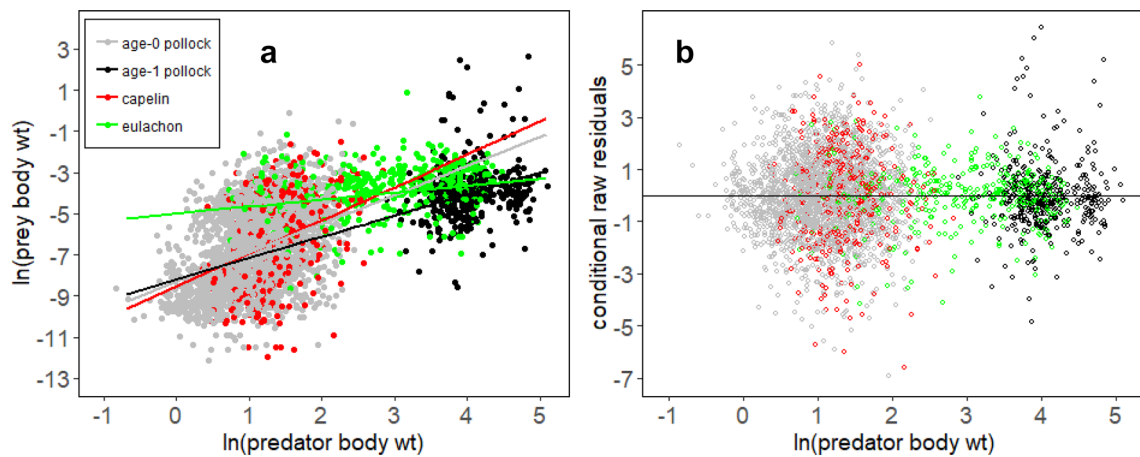 a
b
age-0 pollock
age-1 pollock
capelin
eulachon
ln(prey body wt)
3
1
-1
-3
-5
-7
-9
-11
-13
-1 0 1 2 3 4 5
ln(predator body wt)
conditional raw residuals
5
3
1
-1
-3
-5
-7
-1 0 1 2 3 4 5
ln(predator body wt)